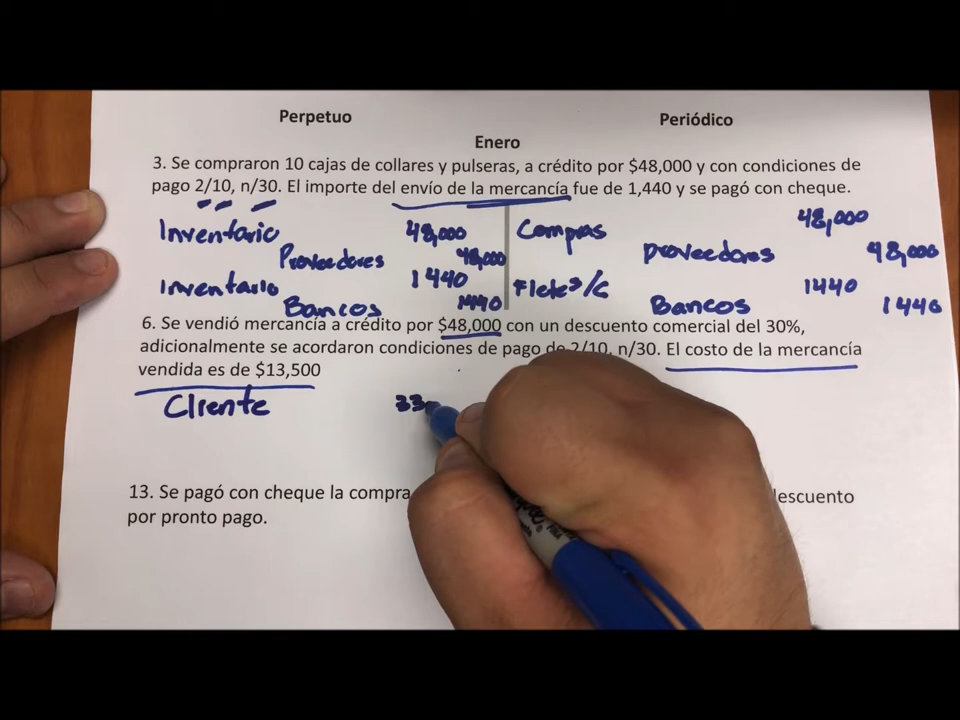 Perpetuo Periódico
Enero
3. Se compraron 10 cajas de collares y pulseras, a crédito por $48,000 y con condiciones de
pago 2/10, n/30. El importe del envío de la mercancía fue de 1,440 y se pagó con cheque.
Inventario 48,000 Compras 48,000
Proveedores 48,000 proveedores 48,000
Inventario 1440 Fletes/c 1440
Bancos 1440 Bancos 1440
6. Se vendió mercancía a crédito por $48,000 con un descuento comercial del 30%,
adicionalmente se acordaron condiciones de pago de 2/10, n/30. El costo de la mercancía
vendida es de $13,500
Cliente 33
13. Se pagó con cheque la compra descuento
por pronto pago.